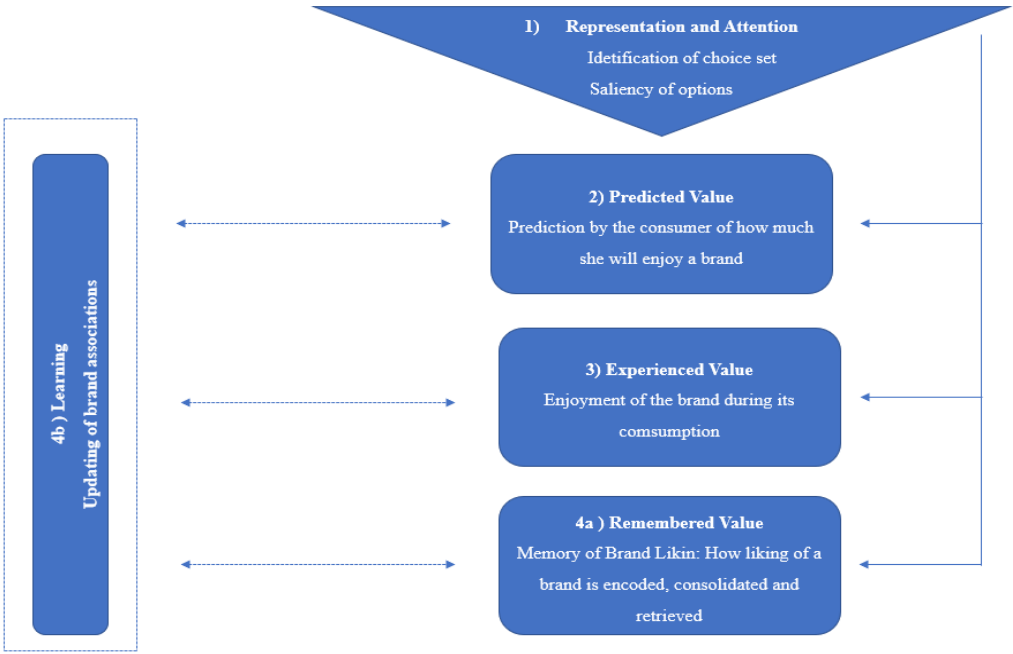 1) Representation and Attention
Idetification of choice set
Saliency of options
2) Predicted Value
Prediction by the consumer of how much
she will enjoy a brand
3) Experienced Value
Enjoyment of the brand during its
comsumption
4a ) Remembered Value
Memory of Brand Likin: How liking of a
brand is encoded, consolidated and
retrieved
4b ) Learning
Updating of brand associations